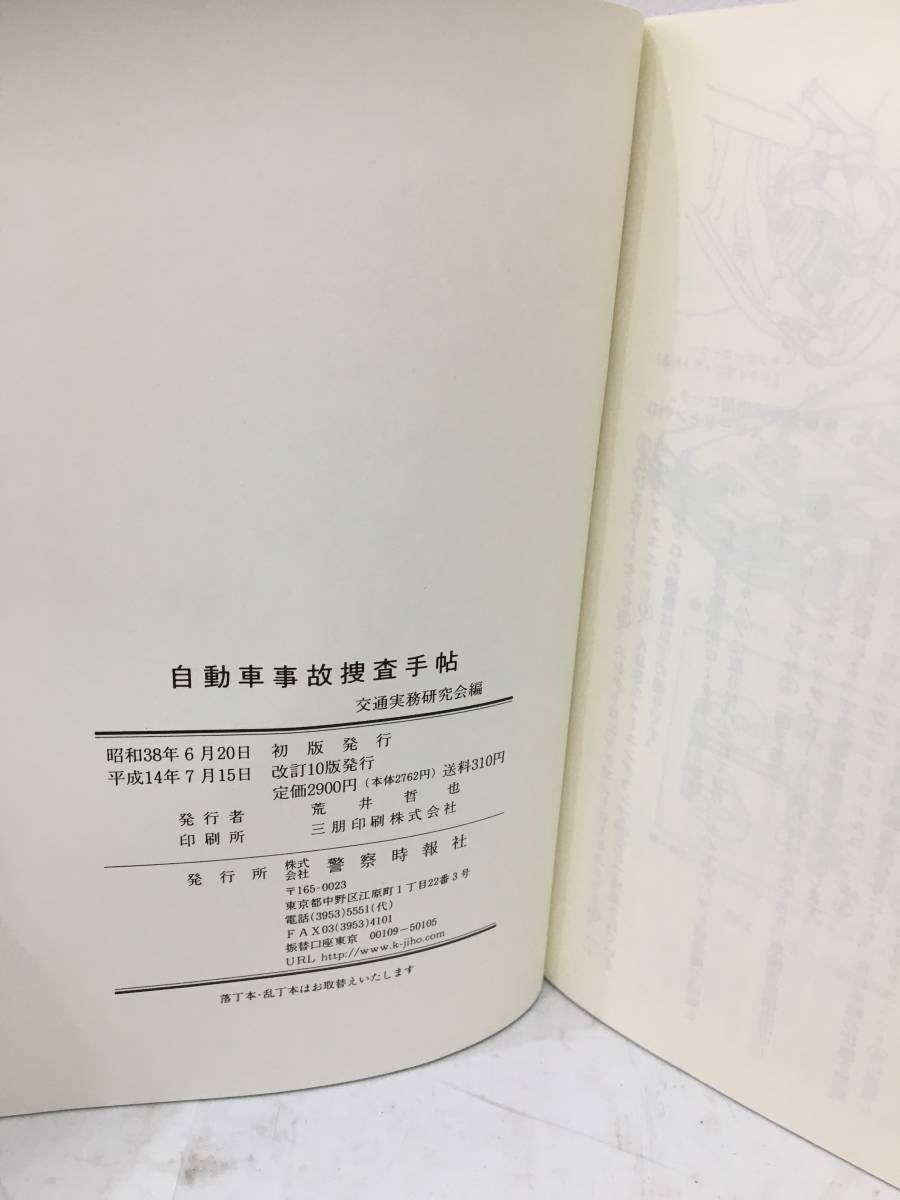 自動車事故捜査手帖
交通実務研究会編
昭和38年6月20日 初版発行
平成14年7月15日 改訂10版発行
定価2900円(本体2762円)送料310円
発行者 荒井哲也
印刷所 三朋印刷株式会社
発行所 株式会社 警察時報社
〒165-0023
東京都中野区江原町1丁目22番3号
電話(3953)5551(代)
FAX03(3953)4101
振替口座東京 00109-50105
URL http://www.k-jiho.com
落丁本・乱丁本はお取替えいたします